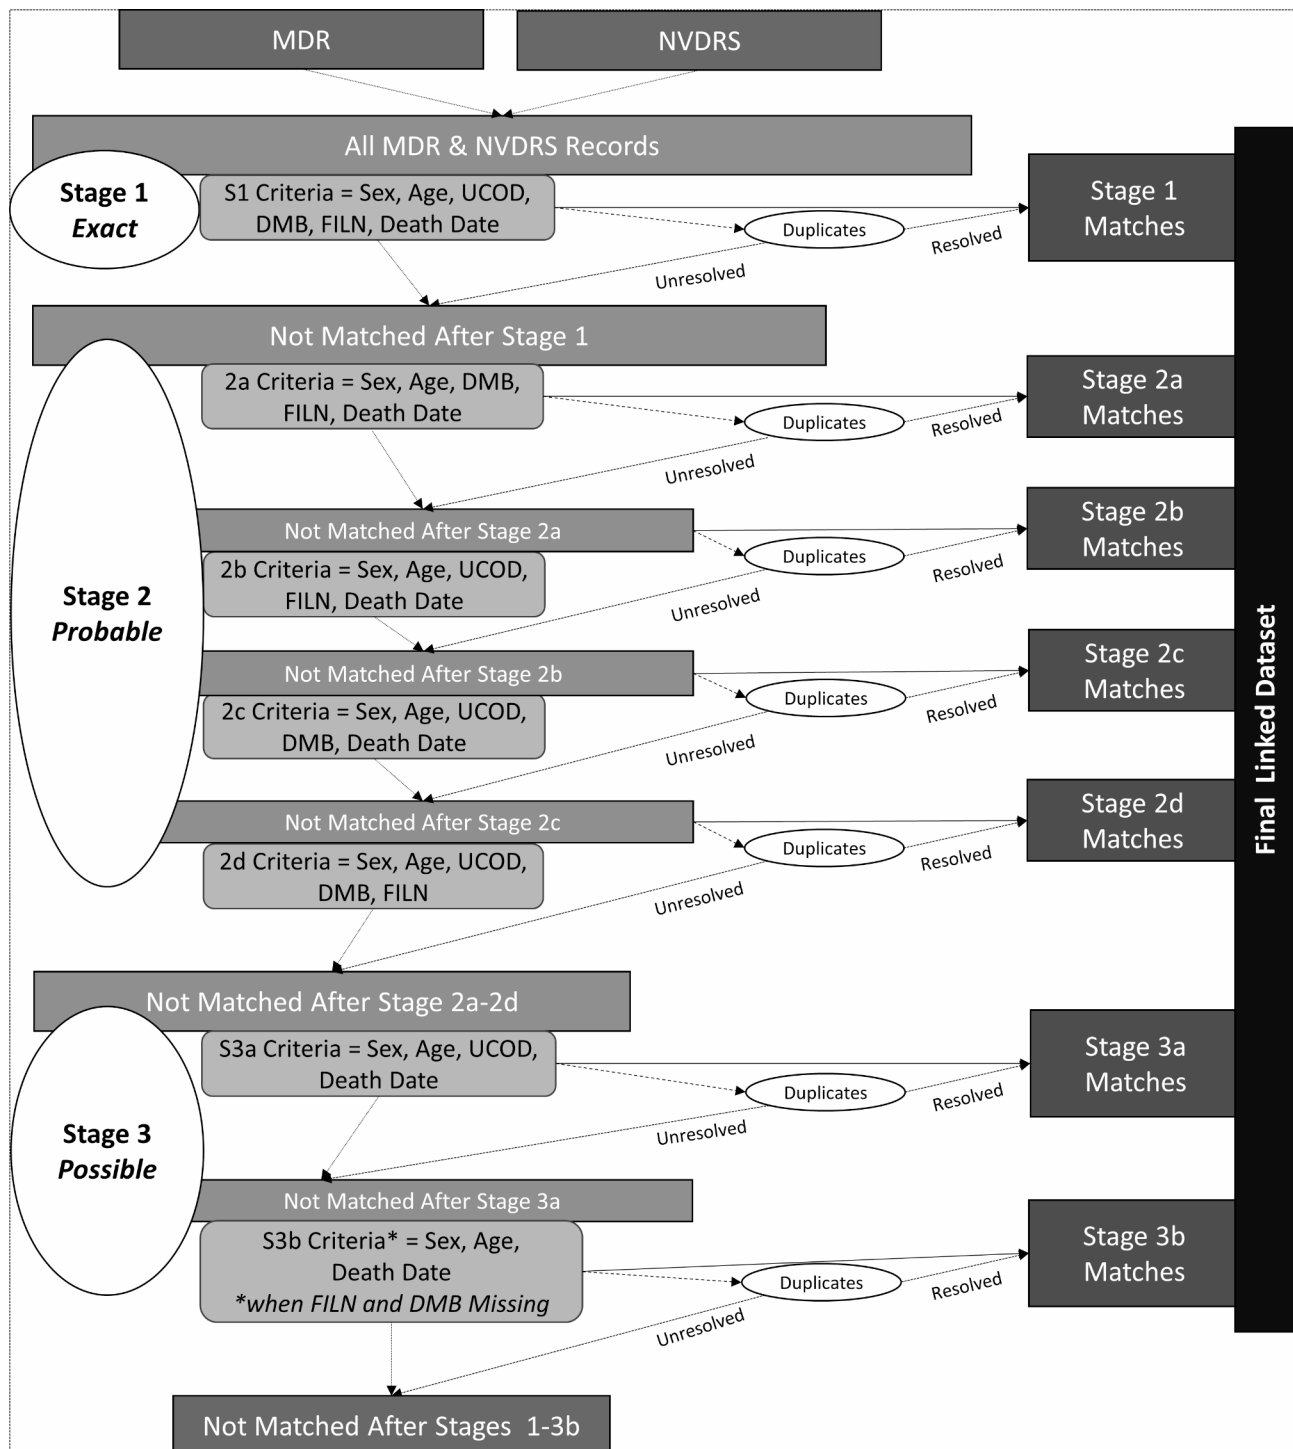 MDR
NVDRS
All MDR & NVDRS Records
Stage 1
Exact
S1 Criteria = Sex, Age, UCOD,
DMB, FILN, Death Date
Duplicates
Resolved
Unresolved
Stage 1
Matches
Not Matched After Stage 1
2a Criteria = Sex, Age, DMB,
FILN, Death Date
Duplicates
Resolved
Unresolved
Stage 2a
Matches
Stage 2
Probable
Not Matched After Stage 2a
2b Criteria = Sex, Age, UCOD,
FILN, Death Date
Duplicates
Resolved
Unresolved
Stage 2b
Matches
Not Matched After Stage 2b
2c Criteria = Sex, Age, UCOD,
DMB, Death Date
Duplicates
Resolved
Unresolved
Stage 2c
Matches
Not Matched After Stage 2c
2d Criteria = Sex, Age, UCOD,
DMB, FILN
Duplicates
Resolved
Unresolved
Stage 2d
Matches
Not Matched After Stage 2a-2d
Stage 3
Possible
S3a Criteria = Sex, Age, UCOD,
Death Date
Duplicates
Resolved
Unresolved
Stage 3a
Matches
Not Matched After Stage 3a
S3b Criteria* = Sex, Age,
Death Date
*when FILN and DMB Missing
Duplicates
Resolved
Unresolved
Stage 3b
Matches
Not Matched After Stages 1-3b
Final Linked Dataset